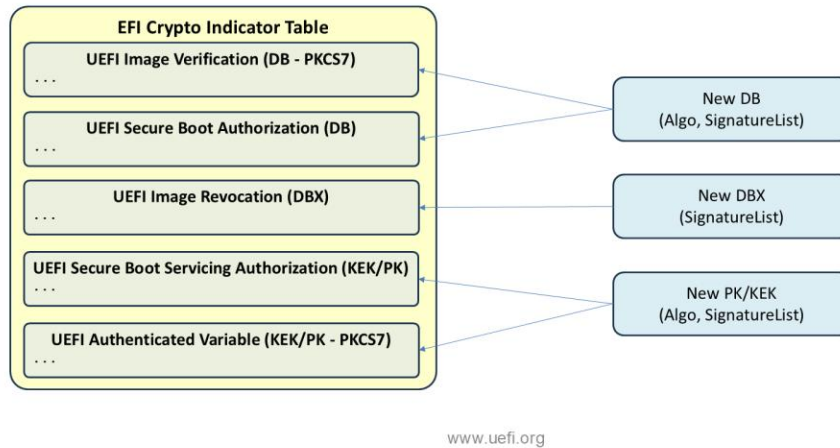 EFI Crypto Indicator Table
UEFI Image Verification (DB - PKCS7)
. . .
UEFI Secure Boot Authorization (DB)
. . .
UEFI Image Revocation (DBX)
. . .
UEFI Secure Boot Servicing Authorization (KEK/PK)
. . .
UEFI Authenticated Variable (KEK/PK - PKCS7)
. . .
New DB
(Algo, SignatureList)
New DBX
(SignatureList)
New PK/KEK
(Algo, SignatureList)
www.uefi.org